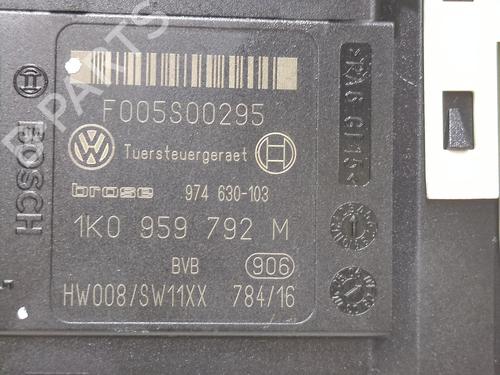 F005S00295
Tuersteuergeraet
brose 974 630-103
1K0 959 792 M
BVB 906
HW008/SW11XX 784/16
BOSCH